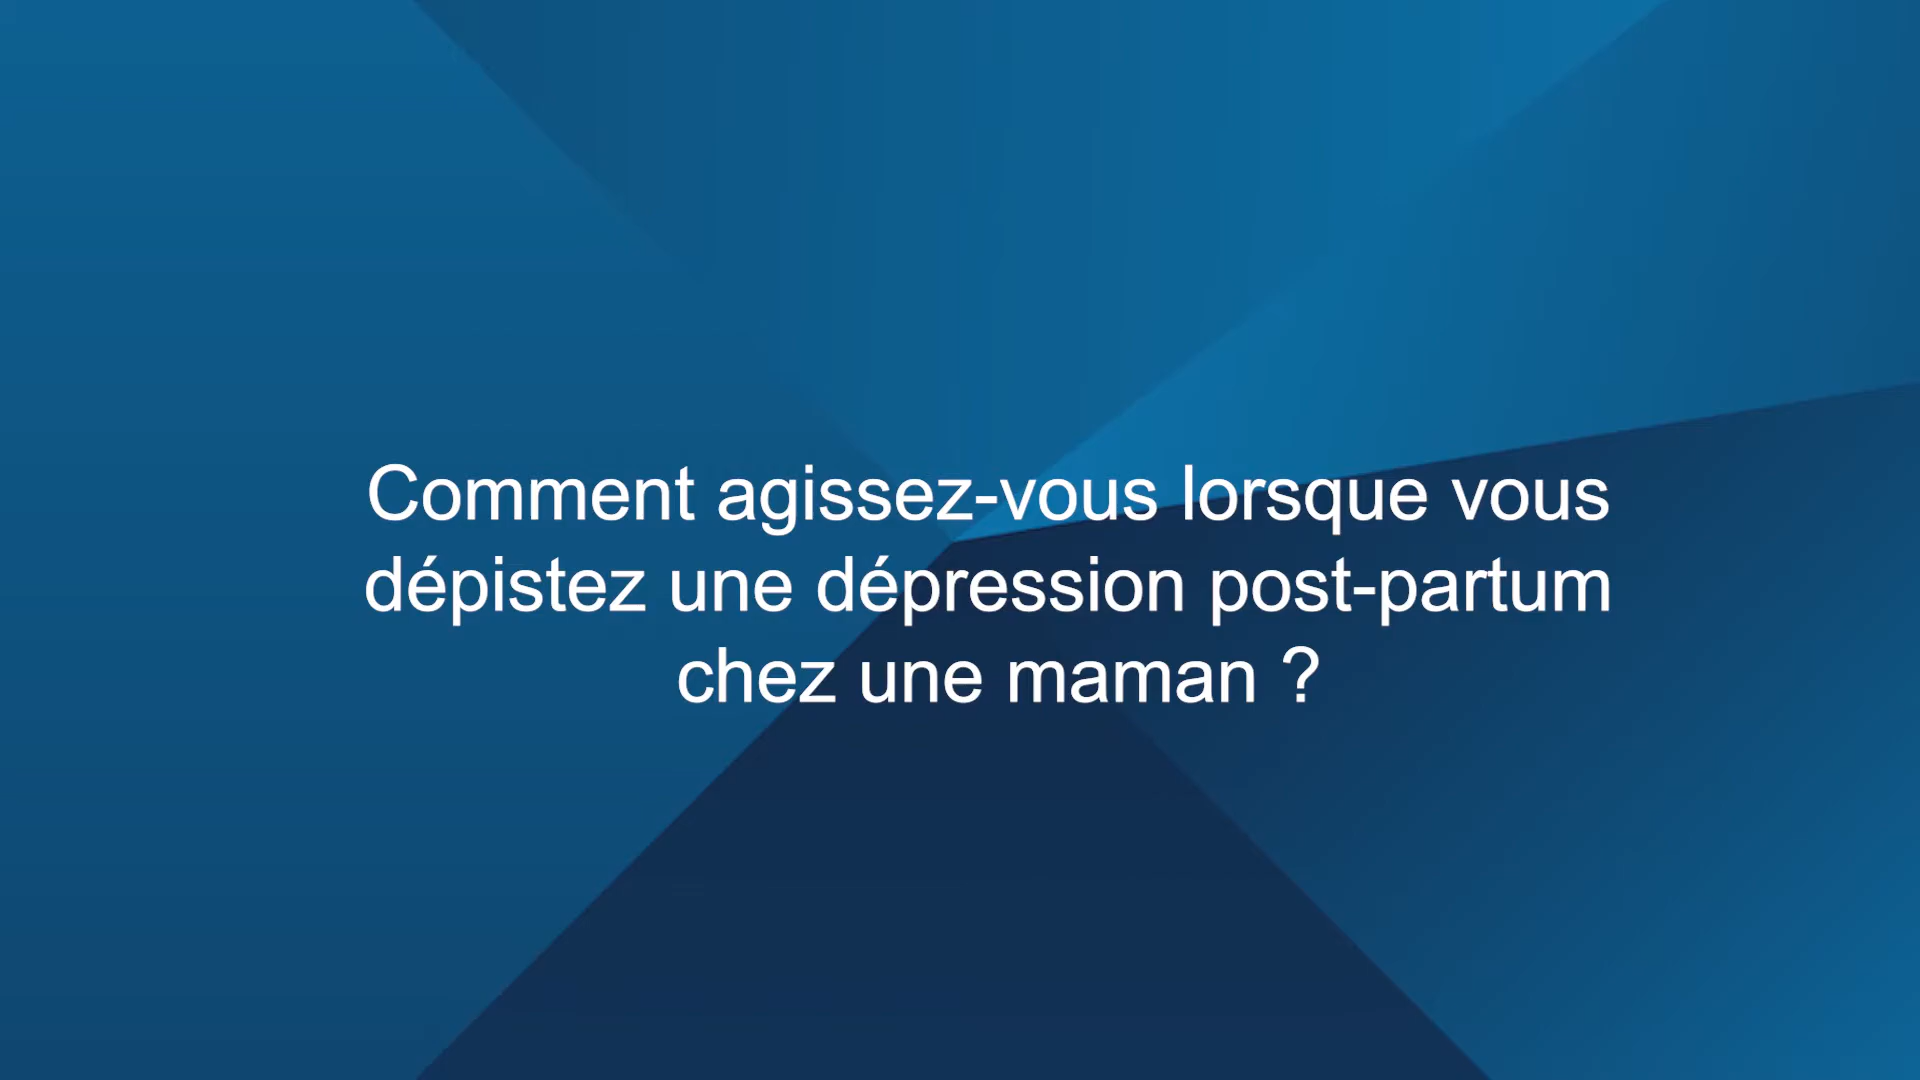 Comment agissez-vous lorsque vous
dépistez une dépression post-partum
chez une maman ?